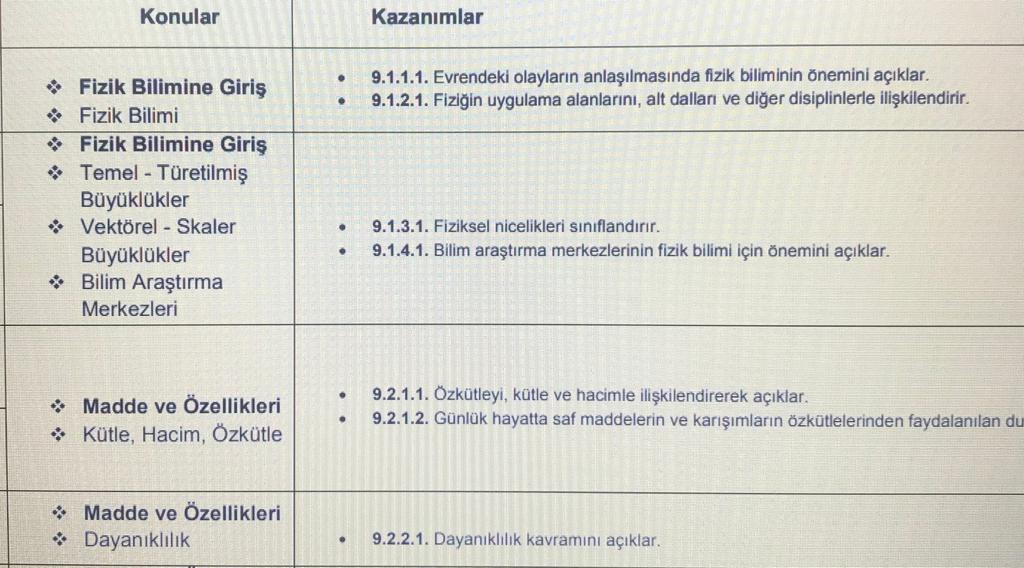 Konular
Kazanımlar
❖ Fizik Bilimine Giriş
❖ Fizik Bilimi
• 9.1.1.1. Evrendeki olayların anlaşılmasında fizik biliminin önemini açıklar.
• 9.1.2.1. Fiziğin uygulama alanlarını, alt dalları ve diğer disiplinlerle ilişkilendirir.
❖ Fizik Bilimine Giriş
❖ Temel - Türetilmiş
Büyüklükler
❖ Vektörel - Skaler
Büyüklükler
❖ Bilim Araştırma
Merkezleri
• 9.1.3.1. Fiziksel nicelikleri sınıflandırır.
• 9.1.4.1. Bilim araştırma merkezlerinin fizik bilimi için önemini açıklar.
❖ Madde ve Özellikleri
❖ Kütle, Hacim, Özkütle
• 9.2.1.1. Özkütleyi, kütle ve hacimle ilişkilendirerek açıklar.
• 9.2.1.2. Günlük hayatta saf maddelerin ve karışımların özkütlelerinden faydalanılan du
❖ Madde ve Özellikleri
❖ Dayanıklılık
• 9.2.2.1. Dayanıklılık kavramını açıklar.